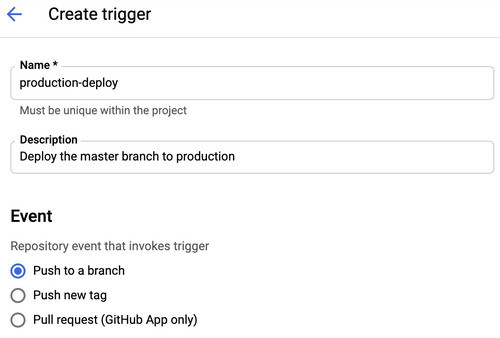 Create trigger
Name *
production-deploy
Must be unique within the project
Description
Deploy the master branch to production
Event
Repository event that invokes trigger
Push to a branch
Push new tag
Pull request (GitHub App only)